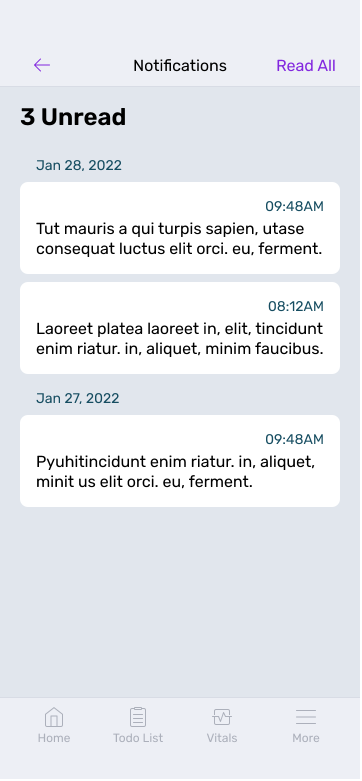 Notifications
Read All
3 Unread
Jan 28, 2022
09:48AM
Tut mauris a qui turpis sapien, utase
consequat luctus elit orci. eu, ferment.
08:12AM
Laoreet platea laoreet in, elit, tincidunt
enim riatur. in, aliquet, minim faucibus.
Jan 27, 2022
09:48AM
Pyuhitincidunt enim riatur. in, aliquet,
minit us elit orci. eu, ferment.
Home
Todo List
Vitals
More